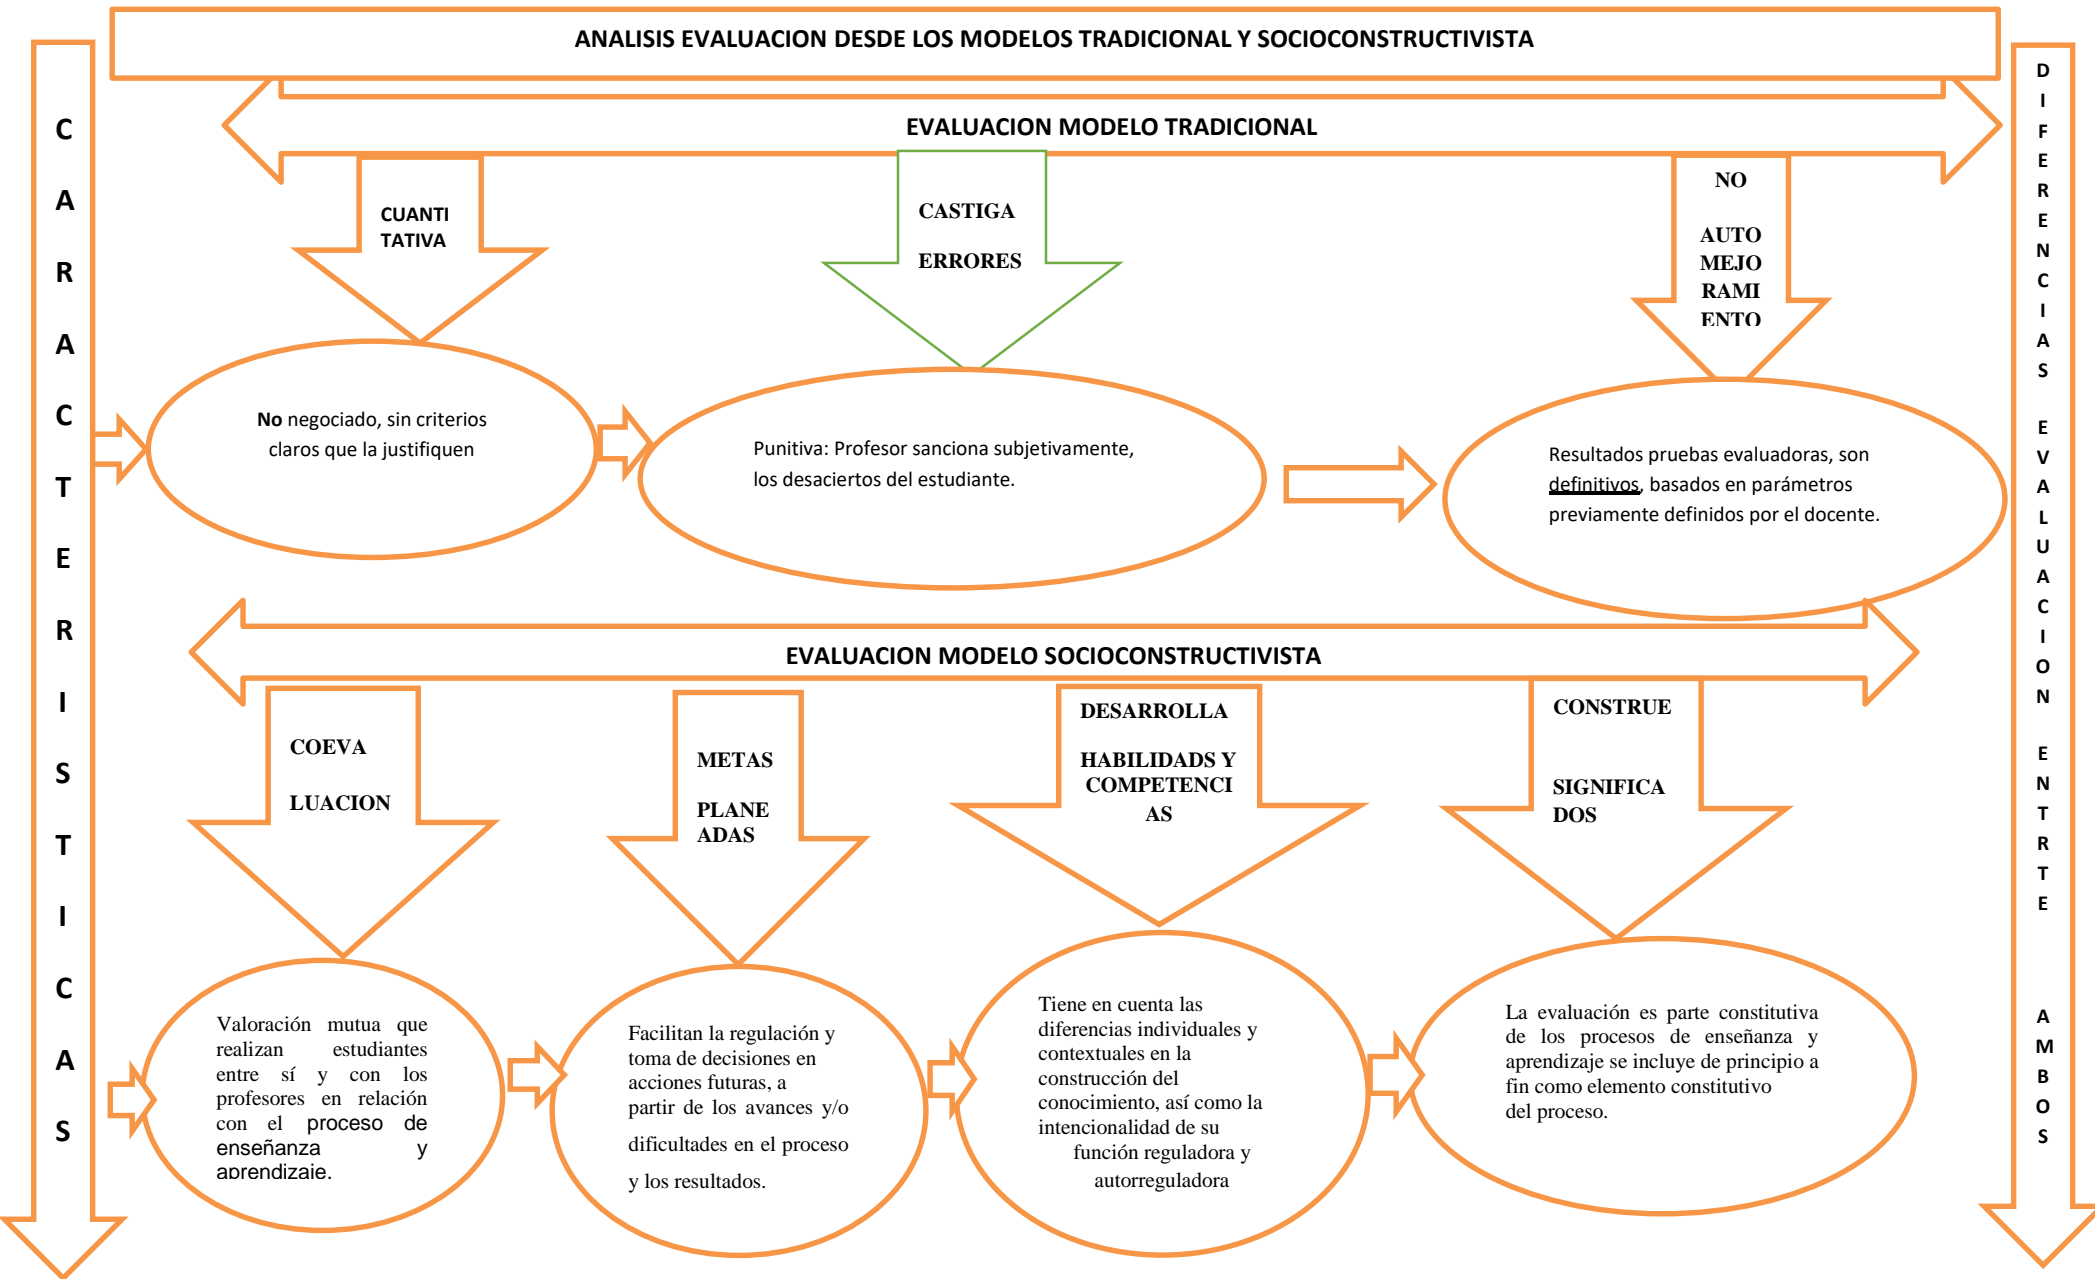 ANALISIS EVALUACION DESDE LOS MODELOS TRADICIONAL Y SOCIOCONSTRUCTIVISTA
C
A
R
A
C
T
E
R
I
S
T
I
C
A
S
EVALUACION MODELO TRADICIONAL
CUANTI
TATIVA
CASTIGA
ERRORES
NO
AUTO
MEJO
RAMI
ENTO
No negociado, sin criterios
claros que la justifiquen
Punitiva: Profesor sanciona subjetivamente,
los desaciertos del estudiante.
Resultados pruebas evaluadoras, son
definitivos, basados en parámetros
previamente definidos por el docente.
EVALUACION MODELO SOCIOCONSTRUCTIVISTA
COEVA
LUACION
METAS
PLANE
ADAS
DESARROLLA
HABILIDADS Y
COMPETENCI
AS
CONSTRUE
SIGNIFICA
DOS
Valoración mutua que
realizan estudiantes
entre sí y con los
profesores en relación
con el proceso de
enseñanza y
aprendizaje.
Facilitan la regulación y
toma de decisiones en
acciones futuras, a
partir de los avances y/o
dificultades en el proceso
y los resultados.
Tiene en cuenta las
diferencias individuales y
contextuales en la
construcción del
conocimiento, así como la
intencionalidad de su
función reguladora y
autorreguladora
La evaluación es parte constitutiva
de los procesos de enseñanza y
aprendizaje se incluye de principio a
fin como elemento constitutivo
del proceso.
D
I
F
E
R
E
N
C
I
A
S
E
V
A
L
U
A
C
I
O
N
E
N
T
R
T
E
A
M
B
O
S